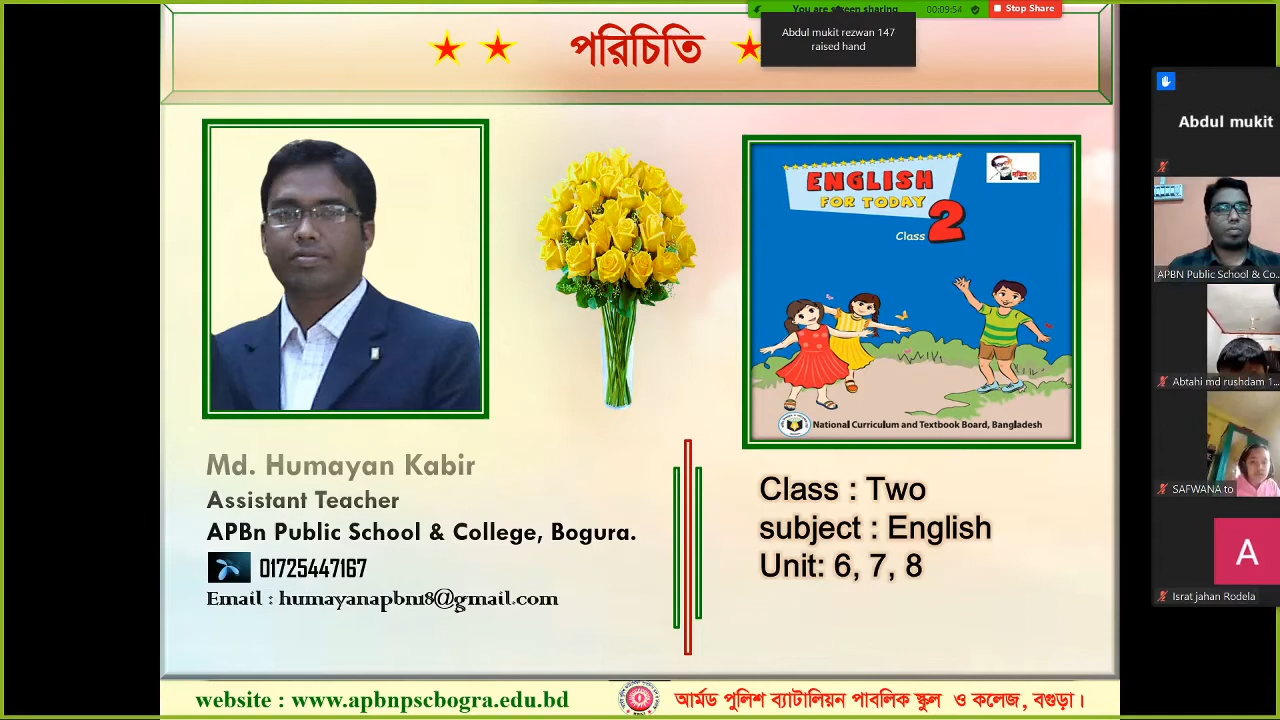 You are screen sharing
00:09:54
Stop Share
Abdul mukit rezwan 147
raised hand
পরিচিতি
Abdul mukit
ENGLISH
FOR TODAY
Class 2
National Curriculum and Textbook Board, Bangladesh
APBN Public School & Co...
Abtahi md rushdam 1...
SAFWANA to
A
Israt jahan Rodela
Md. Humayan Kabir
Assistant Teacher
APBn Public School & College, Bogura.
01725447167
Email : humayanapbn18@gmail.com
Class : Two
subject : English
Unit: 6, 7, 8
website : www.apbnpscbogra.edu.bd
আর্মড পুলিশ ব্যাটালিয়ন পাবলিক স্কুল ও কলেজ, বগুড়া।